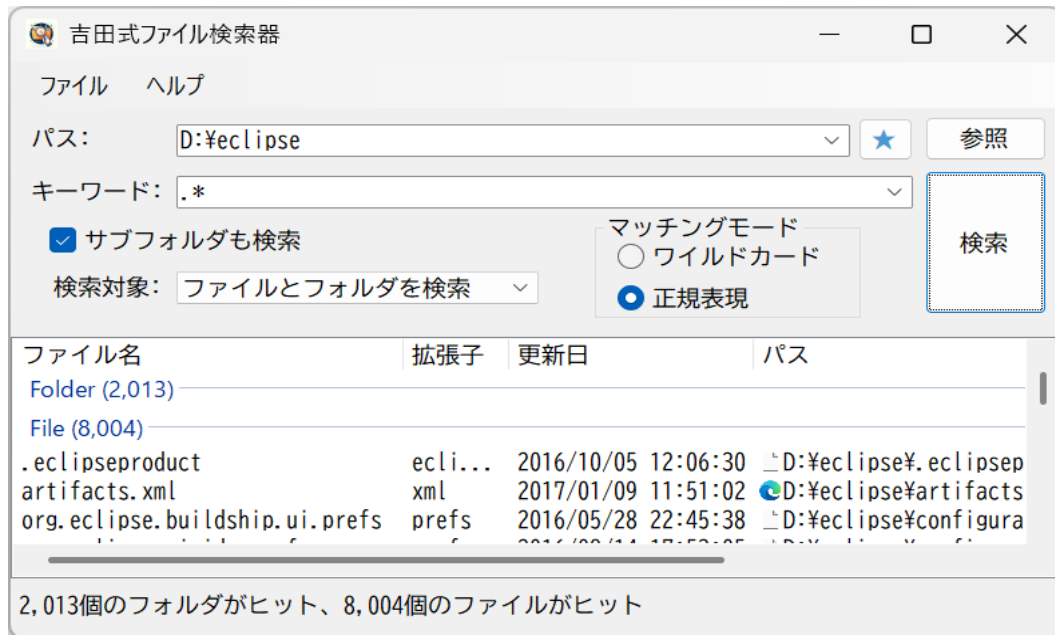 吉田式ファイル検索器
ファイル ヘルプ
パス: D:¥eclipse 参照
キーワード: .*
サブフォルダも検索
マッチングモード
ワイルドカード
検索
検索対象: ファイルとフォルダを検索
正規表現
ファイル名 拡張子 更新日 パス
Folder (2,013)
File (8,004)
.eclipseproduct ecli... 2016/10/05 12:06:30 D:¥eclipse¥.eclipsep
artifacts.xml xml 2017/01/09 11:51:02 D:¥eclipse¥artifacts
org.eclipse.buildship.ui.prefs prefs 2016/05/28 22:45:38 D:¥eclipse¥configura
2,013個のフォルダがヒット、8,004個のファイルがヒット